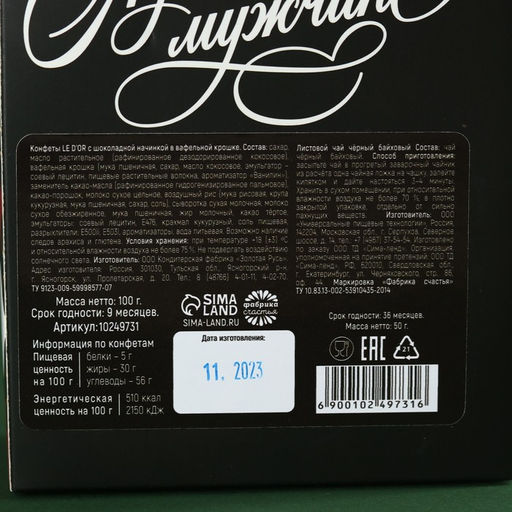 мужчине
Конфеты LE D'OR с шоколадной начинкой в вафельной крошке. Состав: сахар,
масло растительное (рафинированное дезодорированное кокосовое),
вафельная крошка (мука пшеничная, сахар, масло кокосовое, эмульгатор –
соевый лецитин, пищевые растительные волокна, ароматизатор «Ванилин»),
заменитель какао-масла (рафинированное гидрогенизированное пальмовое),
какао-порошок, молоко сухое цельное, воздушный рис (мука рисовая, крупа
кукурузная, мука пшеничная, сахар, соль), сыворотка сухая молочная, молоко
сухое обезжиренное, мука пшеничная, жир молочный, какао тёртое,
эмульгаторы: соевый лецитин, Е476, крахмал кукурузный, соль пищевая,
разрыхлители: Е500ii, Е503i, ароматизаторы, вода питьевая. Возможно наличие
следов арахиса и глютена. Условия хранения: при температуре +18 (±3) °С
и относительной влажности воздуха не более 75 %. Не подвергать воздействию
солнечного света. Изготовитель: ООО «Кондитерская фабрика «Золотая Русь».
Адрес изготовителя: Россия, 301030, Тульская обл., Ясногорский р-н,
г. Ясногорск, ул. Пролетарская, д. 20. Тел.: 8 (48766) 4-01-11,
ТУ 9123-009-59998577-07
Масса нетто: 100 г.
Срок годности: 9 месяцев.
Артикул:10249731
Информация по конфетам
Пищевая ценность на 100 г
белки – 5 г
жиры – 30 г
углеводы – 56 г
Энергетическая ценность на 100 г
510 ккал
2150 кДж
SIMA LAND
SIMA-LAND.RU
фабрика счастья
Дата изготовления:
11. 2023
Листовой чай чёрный байховый. Состав: чай
чёрный байховый. Способ приготовления:
засыпьте чай в прогретый заварочный чайник
из расчёта одна чайная ложка на чашку, залейте
кипятком и дайте настояться 3–4 минуты.
Хранить в сухом помещении, при относительной
влажности воздуха не более 70 %, в плотно
закрытой упаковке, отдельно от сильно
пахнущих веществ. Изготовитель: ООО
«Универсальные пищевые технологии». Россия,
142204, Московская обл., г. Серпухов, Северное
шоссе, д. 14, тел. +7 (4967) 37-54-54. Сделано
в России. Организация, уполномоченная
на принятие претензий: ООО
«ТД «Сима-ленд». РФ, 620000, Свердловская обл.,
г. Екатеринбург, ул. Черняховского, 86,
оф. 44. Маркировка «Фабрика счастья»
ТУ 10.83.13-002-53910435-2014
Срок годности: 36 месяцев.
Масса нетто: 50 г.
EAC
21
6 900102 497316